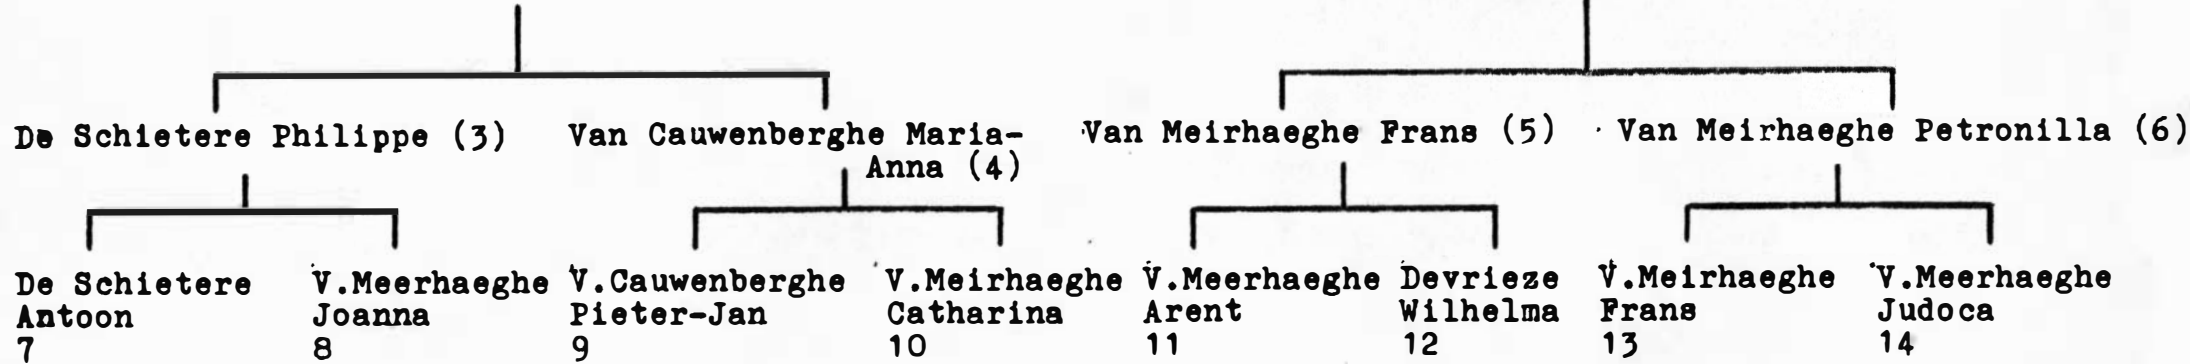 De Schietere Philippe (3) Van Cauwenberghe Maria- Van Meirhaeghe Frans (5) Van Meirhaeghe Petronilla (6)
Anna (4)
De Schietere V.Meerhaeghe V.Cauwenberghe V.Meirhaeghe V.Meerhaeghe Devrieze V.Meirhaeghe V.Meerhaeghe
Antoon Joanna Pieter-Jan Catharina Arent Wilhelma Frans Judoca
7 8 9 10 11 12 13 14